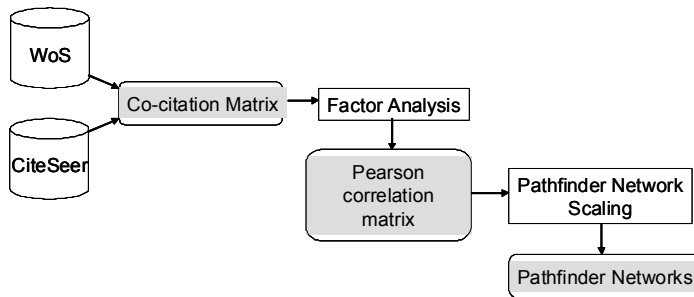 WoS
CiteSeer
Co-citation Matrix
Factor Analysis
Pearson
correlation
matrix
Pathfinder Network
Scaling
Pathfinder Networks